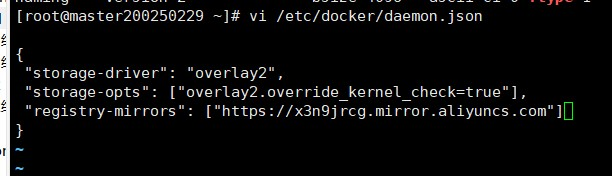 [root@master200250229 ~]# vi /etc/docker/daemon.json
{
"storage-driver": "overlay2",
"storage-opts": ["overlay2.override_kernel_check=true"],
"registry-mirrors": ["https://x3n9jrcg.mirror.aliyuncs.com"]
}
~
~